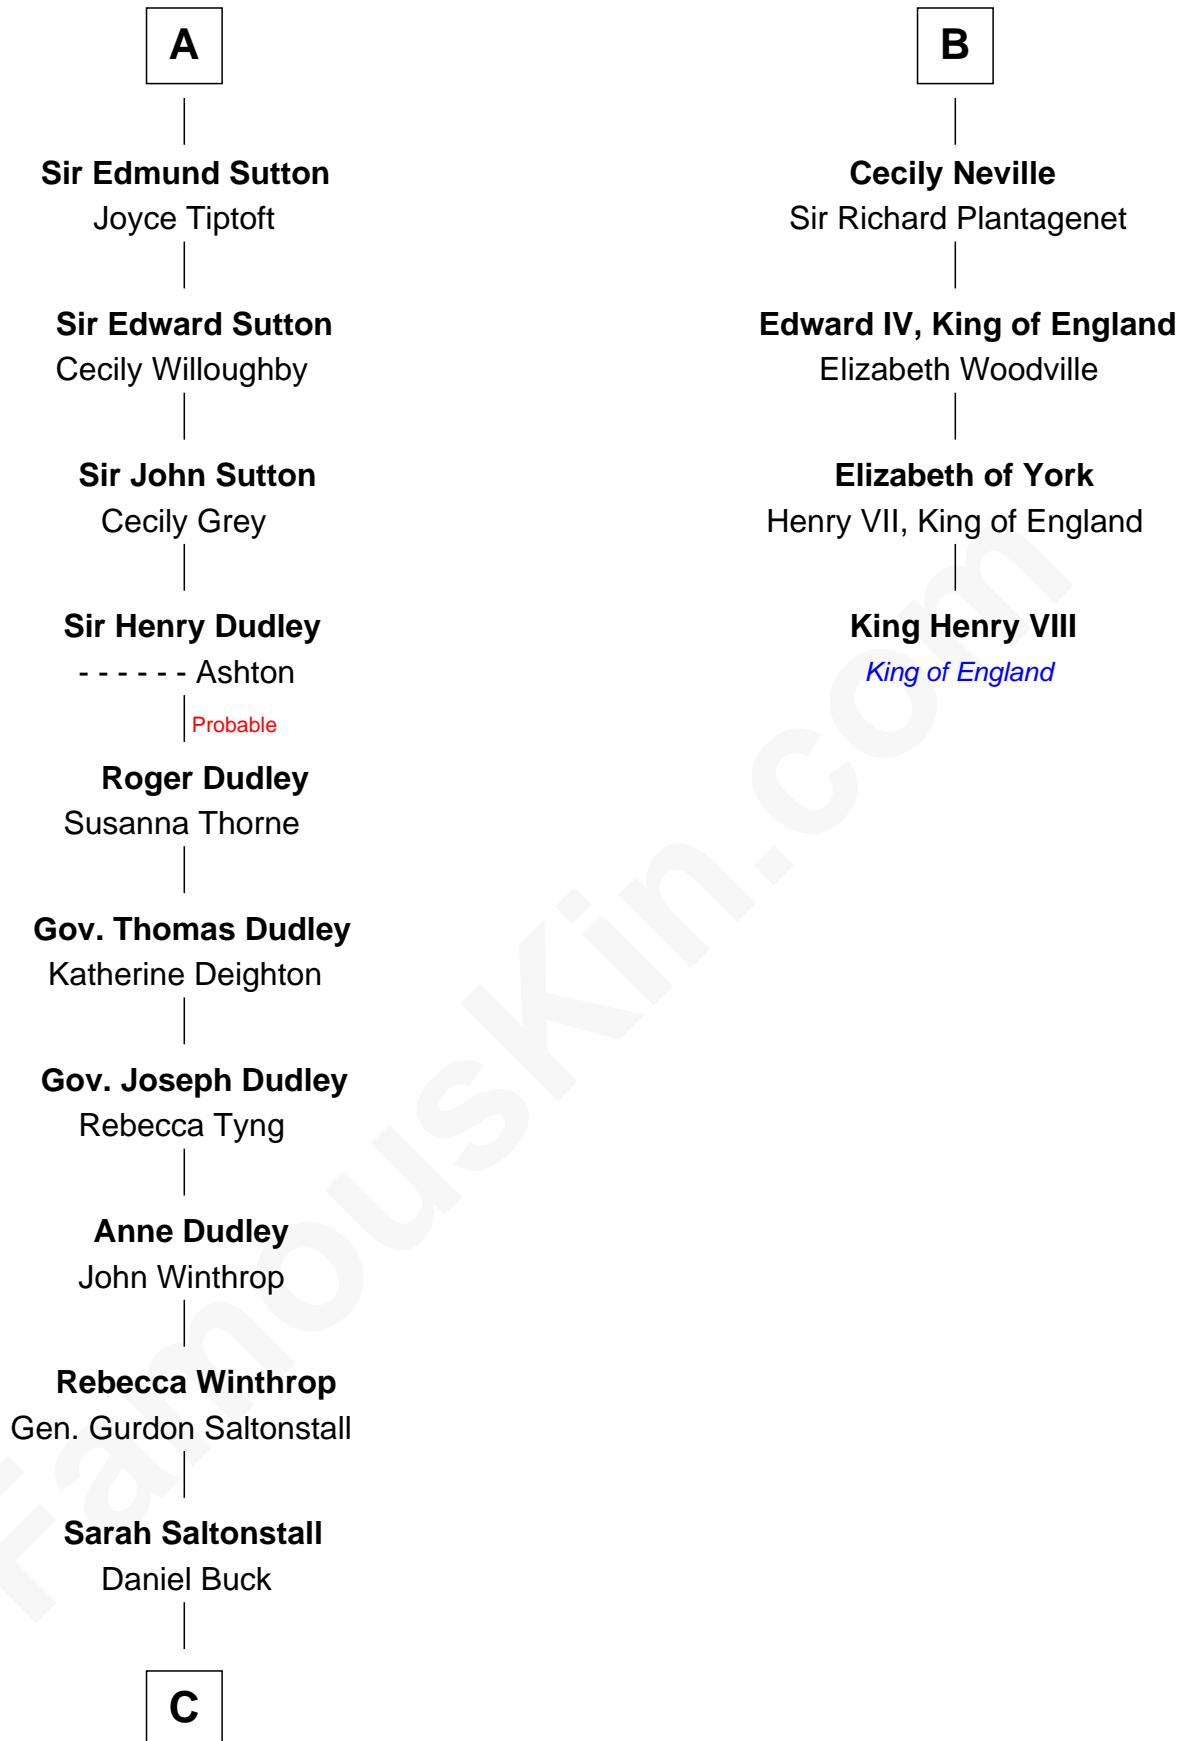 A
Sir Edmund Sutton
Joyce Tiptoft
Sir Edward Sutton
Cecily Willoughby
Sir John Sutton
Cecily Grey
Sir Henry Dudley
- - - - - - Ashton
Probable
Roger Dudley
Susanna Thorne
Gov. Thomas Dudley
Katherine Deighton
Gov. Joseph Dudley
Rebecca Tyng
Anne Dudley
John Winthrop
Rebecca Winthrop
Gen. Gurdon Saltonstall
Sarah Saltonstall
Daniel Buck
C
B
Cecily Neville
Sir Richard Plantagenet
Edward IV, King of England
Elizabeth Woodville
Elizabeth of York
Henry VII, King of England
King Henry VIII
King of England
FamousKin.com